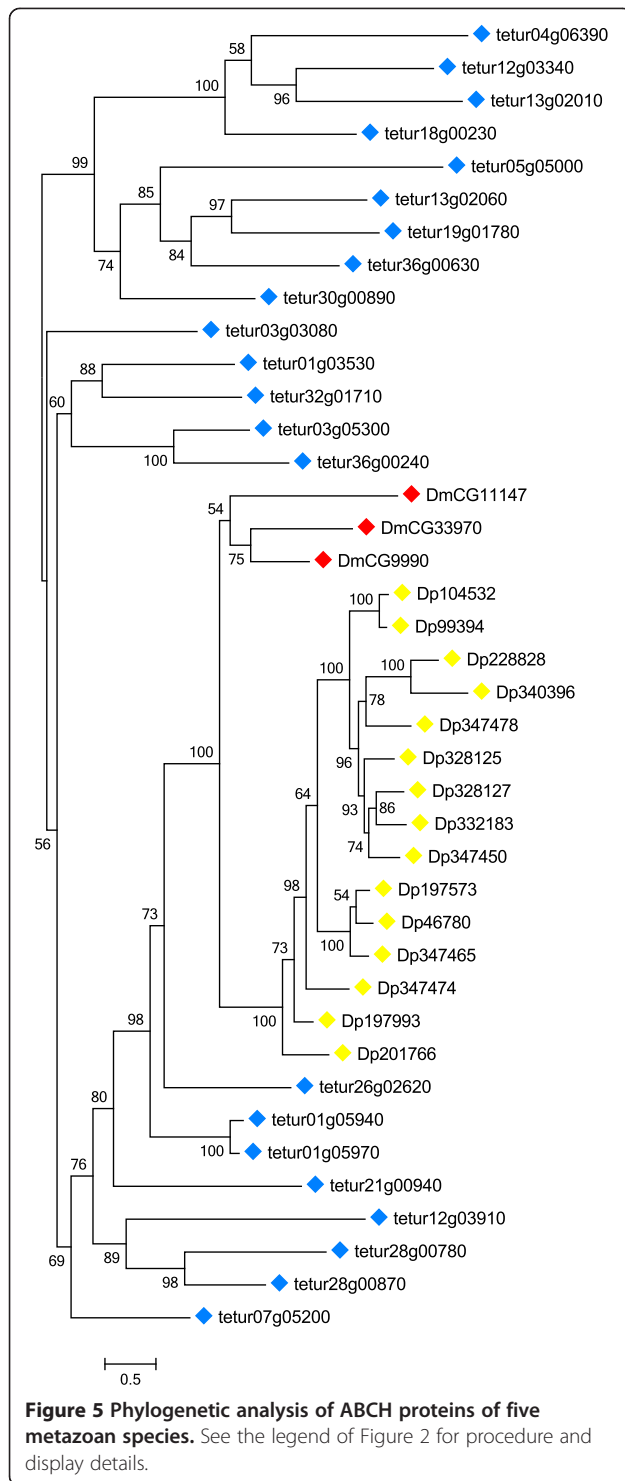 58
tetur04g06390
tetur12g03340
100
96
tetur13g02010
tetur18g00230
99
85
tetur05g05000
97
tetur13g02060
tetur19g01780
74
84
tetur36g00630
tetur30g00890
tetur03g03080
88
tetur01g03530
60
tetur32g01710
tetur03g05300
100
tetur36g00240
54
DmCG11147
DmCG33970
75
DmCG9990
100
Dp104532
Dp99394
100
100
Dp228828
78
Dp340396
Dp347478
100
96
Dp328125
64
93
86
Dp328127
Dp332183
74
Dp347450
98
54
Dp197573
Dp46780
73
100
Dp347465
73
Dp347474
100
Dp197993
98
Dp201766
tetur26g02620
80
tetur01g05940
100
tetur01g05970
76
tetur21g00940
56
tetur12g03910
89
tetur28g00780
69
98
tetur28g00870
tetur07g05200
0.5
Figure 5 Phylogenetic analysis of ABCH proteins of five
metazoan species. See the legend of Figure 2 for procedure and
display details.